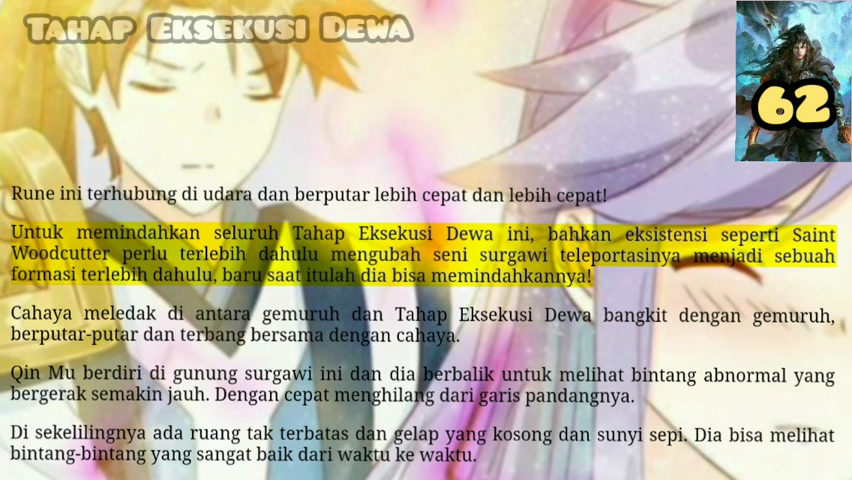 Tahap Eksekusi Dewa
62
Rune ini terhubung di udara dan berputar lebih cepat dan lebih cepat!
Untuk memindahkan seluruh Tahap Eksekusi Dewa ini, bahkan eksistensi seperti Saint
Woodcutter perlu terlebih dahulu mengubah seni surgawi teleportasinya menjadi sebuah
formasi terlebih dahulu, baru saat itulah dia bisa memindahkannya!
Cahaya meledak di antara gemuruh dan Tahap Eksekusi Dewa bangkit dengan gemuruh,
berputar-putar dan terbang bersama dengan cahaya.
Qin Mu berdiri di gunung surgawi ini dan dia berbalik untuk melihat bintang abnormal yang
bergerak semakin jauh. Dengan cepat menghilang dari garis pandangnya.
Di sekelilingnya ada ruang tak terbatas dan gelap yang kosong dan sunyi sepi. Dia bisa melihat
bintang-bintang yang sangat baik dari waktu ke waktu.